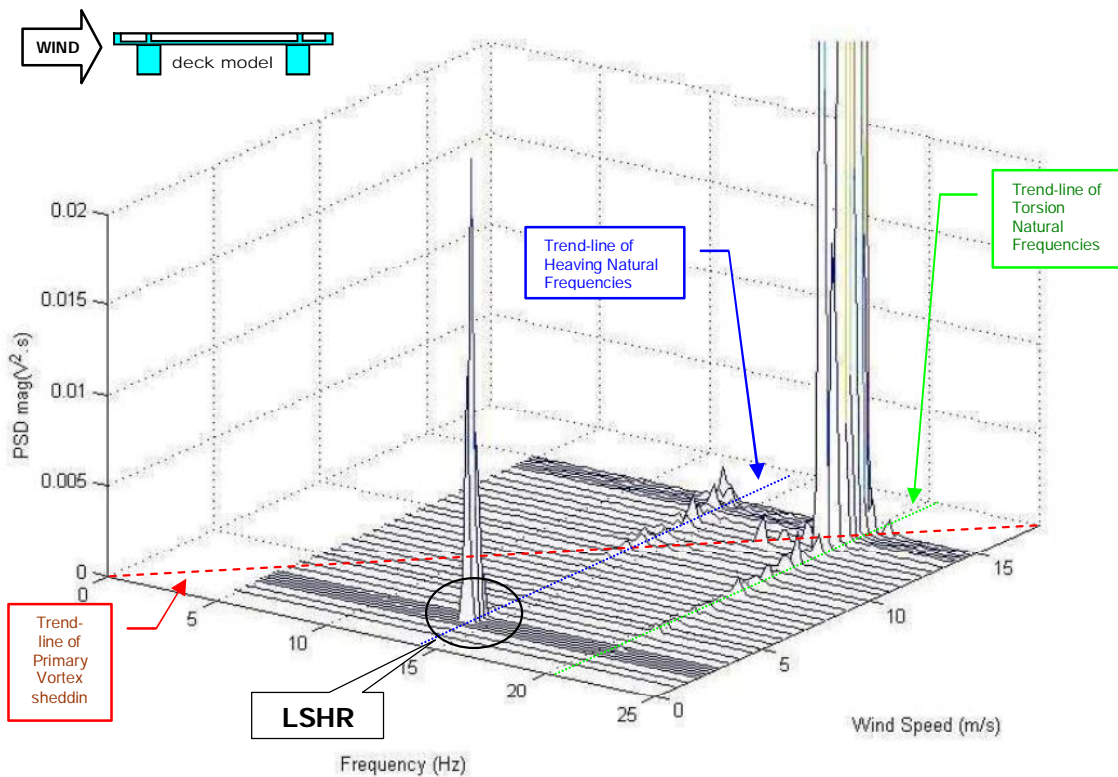 WIND
deck model
0.02
0.015
0.01
0.005
0
PSD mag(V².s)
Trend-line of
Heaving Natural
Frequencies
Trend-line of
Torsion
Natural
Frequencies
Trend-
line of
Primary
Vortex
sheddin
LSHR
0
5
10
15
20
25
Frequency (Hz)
0
5
10
15
Wind Speed (m/s)